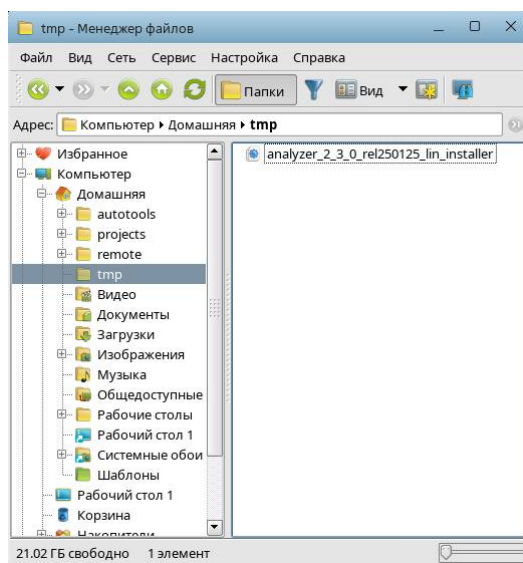 tmp - Менеджер файлов
Файл Вид Сеть Сервис Настройка Справка
Папки Вид
Адрес: Компьютер Домашняя tmp
Избранное
Компьютер
Домашняя
autotools
projects
remote
tmp
Видео
Документы
Загрузки
Изображения
Музыка
Общедоступные
Рабочие столы
Рабочий стол 1
Системные обои
Шаблоны
Рабочий стол 1
Корзина
Накопители
analyzer_2_3_0_rel250125_lin_installer
21.02 ГБ свободно 1 элемент